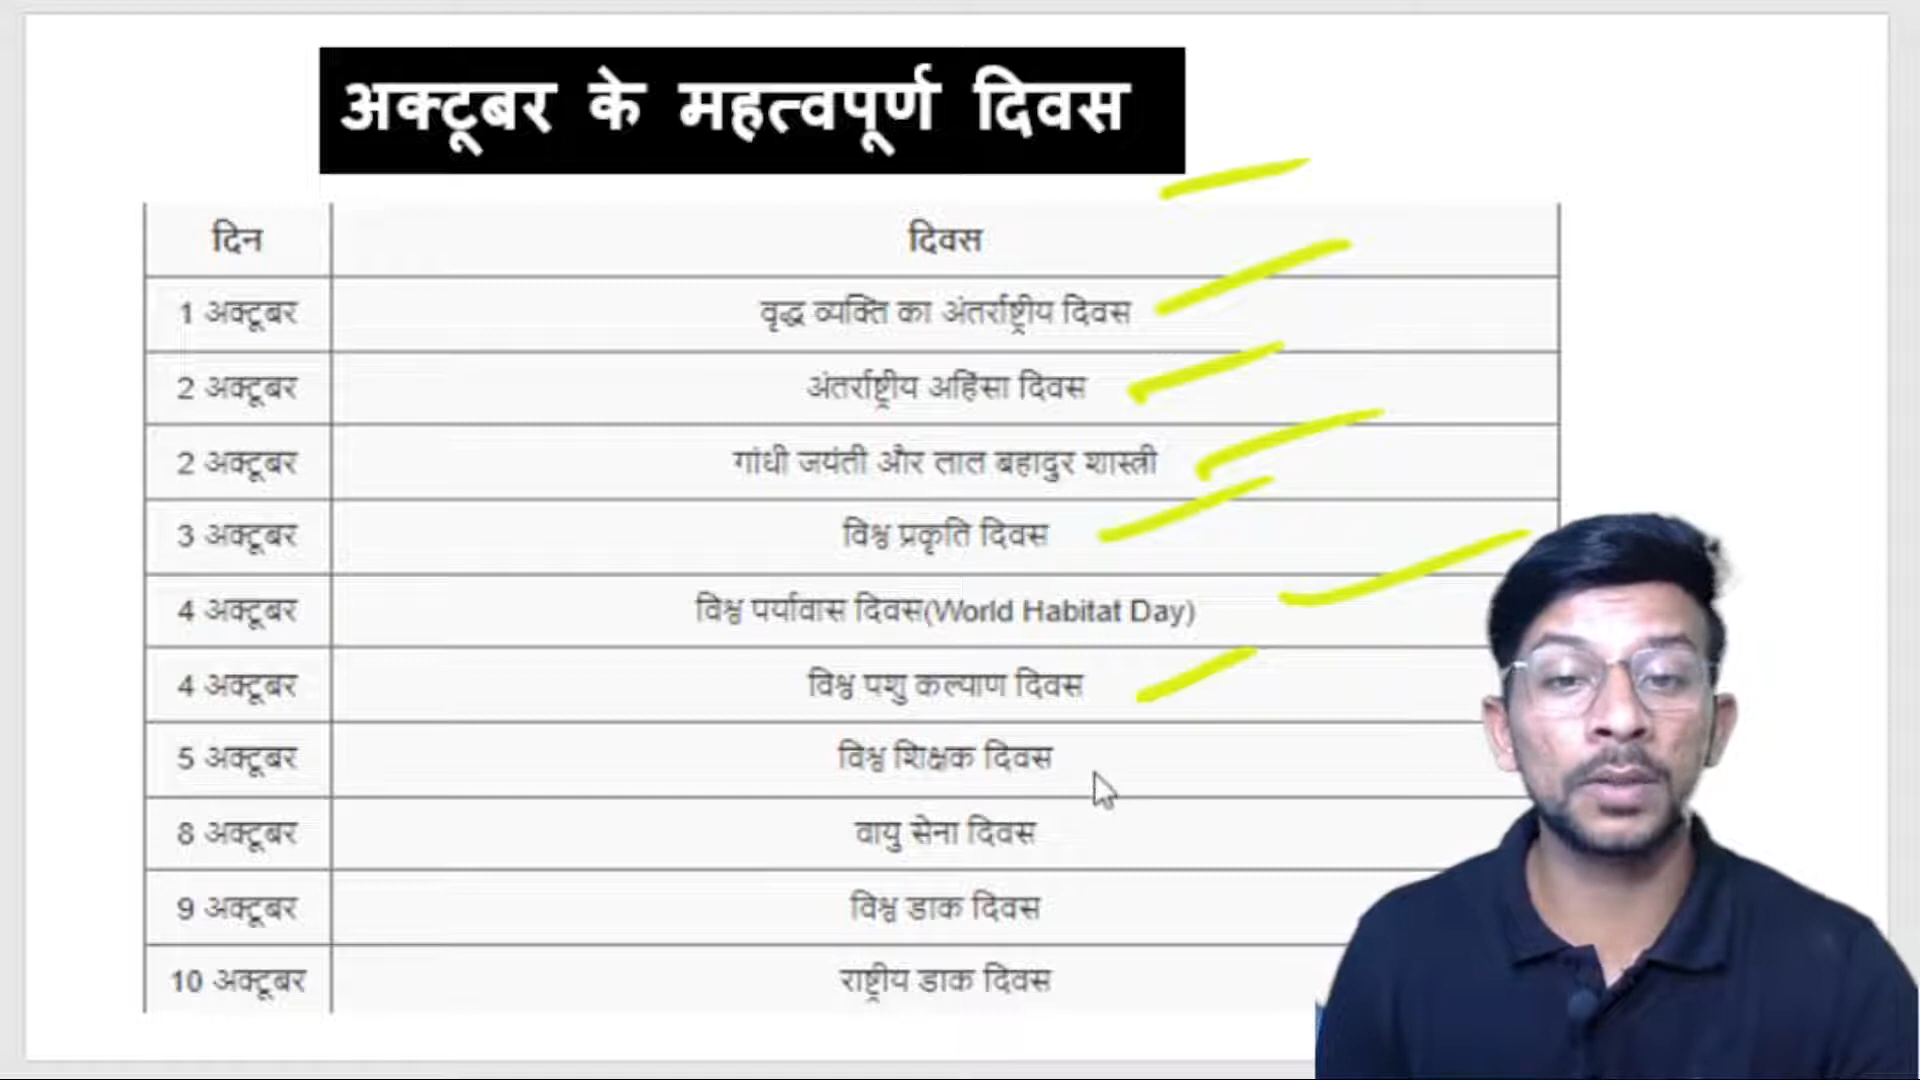 अक्टूबर के महत्वपूर्ण दिवस
दिन दिवस
1 अक्टूबर वृद्ध व्यक्ति का अंतर्राष्ट्रीय दिवस
2 अक्टूबर अंतर्राष्ट्रीय अहिंसा दिवस
2 अक्टूबर गांधी जयंती और लाल बहादुर शास्त्री
3 अक्टूबर विश्व प्रकृति दिवस
4 अक्टूबर विश्व पर्यावास दिवस(World Habitat Day)
4 अक्टूबर विश्व पशु कल्याण दिवस
5 अक्टूबर विश्व शिक्षक दिवस
8 अक्टूबर वायु सेना दिवस
9 अक्टूबर विश्व डाक दिवस
10 अक्टूबर राष्ट्रीय डाक दिवस